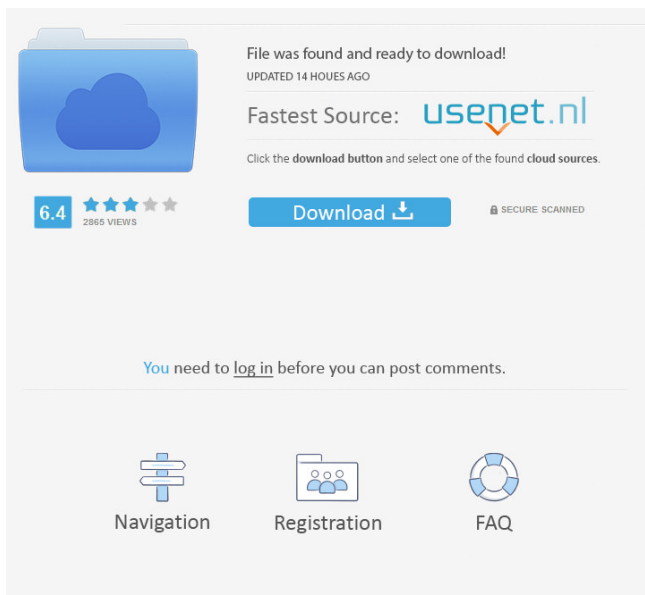 File was found and ready to download!
UPDATED 14 HOUES AGO
Fastest Source: usenet.nl
Click the download button and select one of the found cloud sources.
6.4
2865 VIEWS
Download
SECURE SCANNED
You need to log in before you can post comments.
Navigation
Registration
FAQ